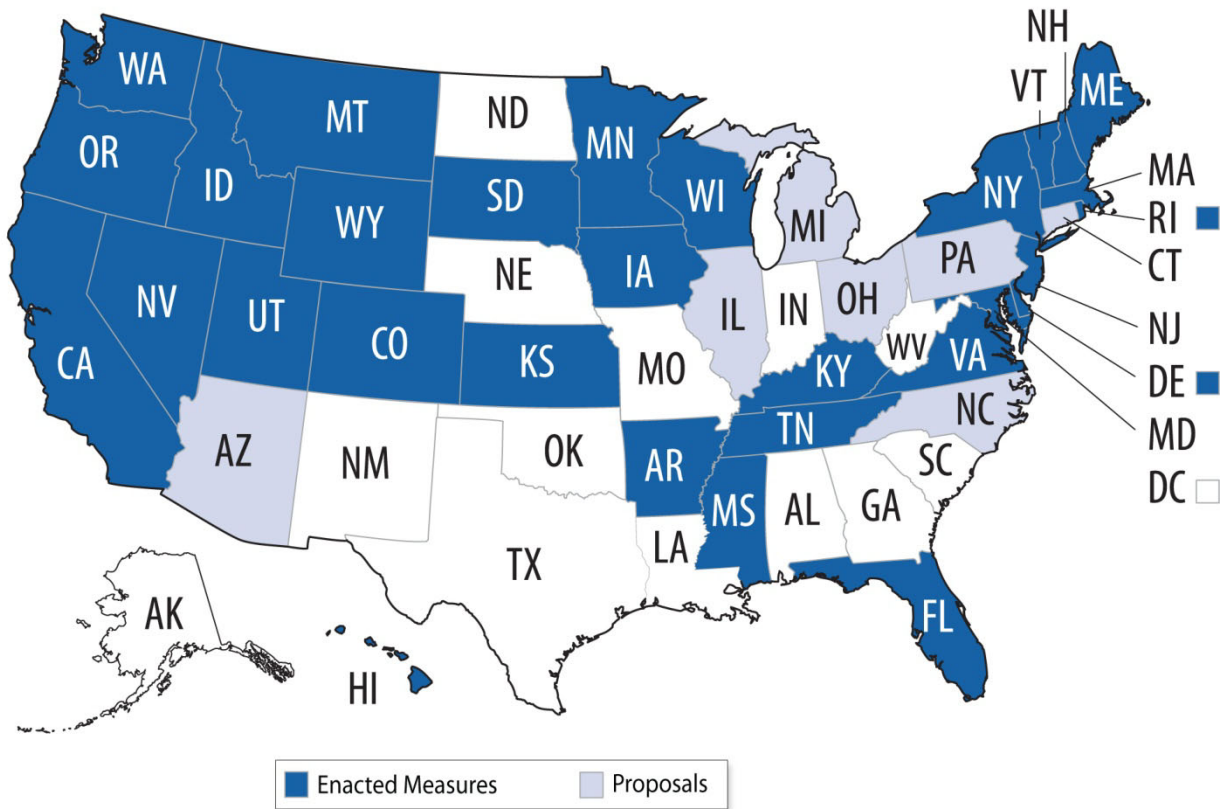 NH
WA
VT
ME
MT
ND
OR
MN
ID
MA
SD
WI
NY
RI
WY
MI
CT
IA
PA
NE
NV
OH
IL
IN
UT
NJ
CO
WV
VA
CA
KS
MO
KY
DE
NC
TN
MD
AZ
OK
NM
AR
SC
DC
MS
AL
GA
LA
TX
AK
FL
HI
Enacted Measures
Proposals